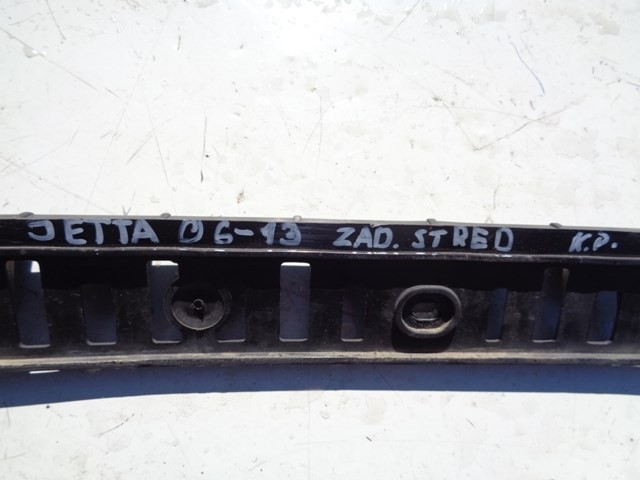 JETTA 06-13 ZAD. STRED K.P.